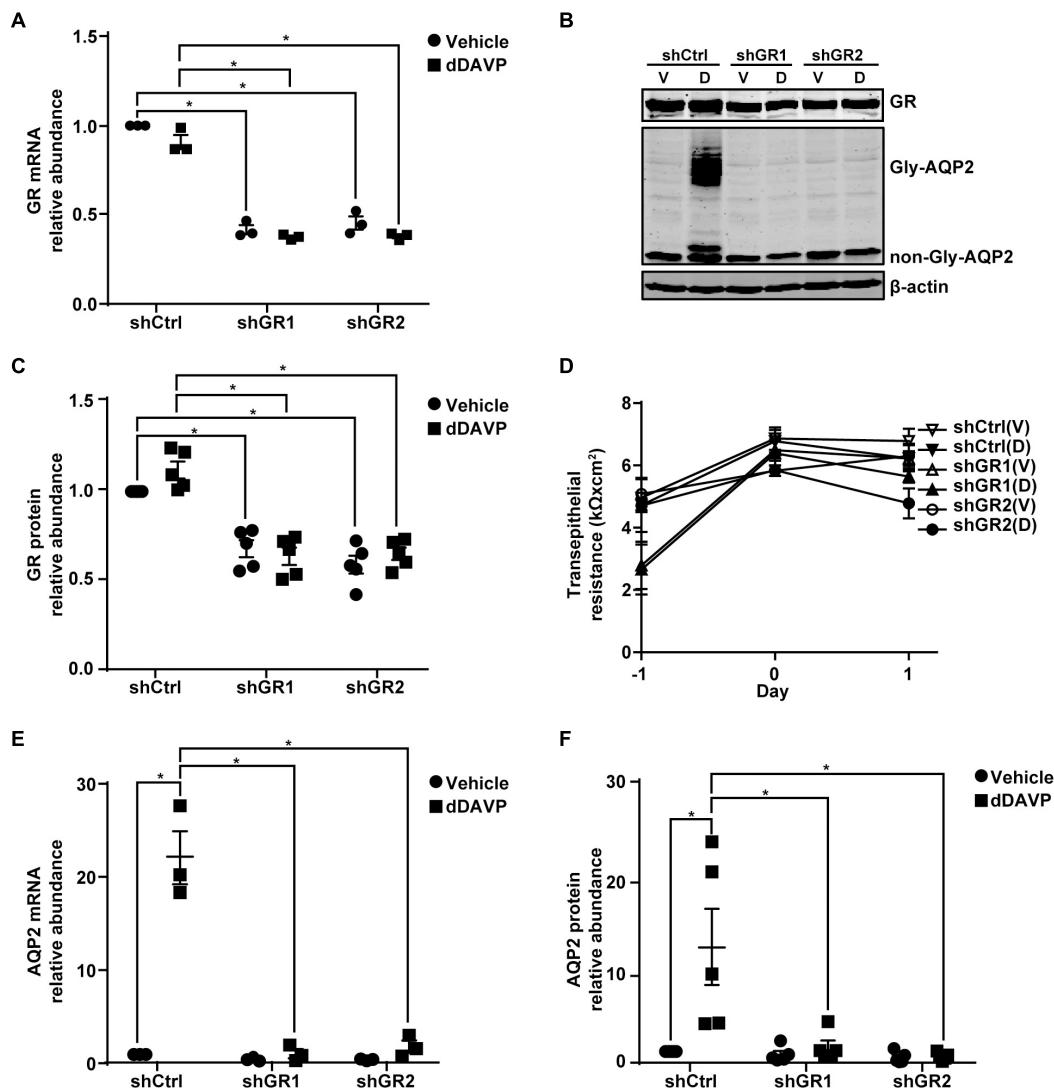 A
GR mRNA
relative abundance
1.5
1.0
0.5
0.0
* * * *
Vehicle
dDAVP
shCtrl shGR1 shGR2
B
shCtrl shGR1 shGR2
V D V D V D
GR
Gly-AQP2
non-Gly-AQP2
β-actin
C
GR protein
relative abundance
1.5
1.0
0.5
0.0
* * * *
Vehicle
dDAVP
shCtrl shGR1 shGR2
D
Transepithelial
resistance (kΩxcm²)
8
6
4
2
0
-1 0 1
Day
shCtrl(V)
shCtrl(D)
shGR1(V)
shGR1(D)
shGR2(V)
shGR2(D)
E
AQP2 mRNA
relative abundance
30
20
10
0
* * *
Vehicle
dDAVP
shCtrl shGR1 shGR2
F
AQP2 protein
relative abundance
30
20
10
0
* * *
Vehicle
dDAVP
shCtrl shGR1 shGR2